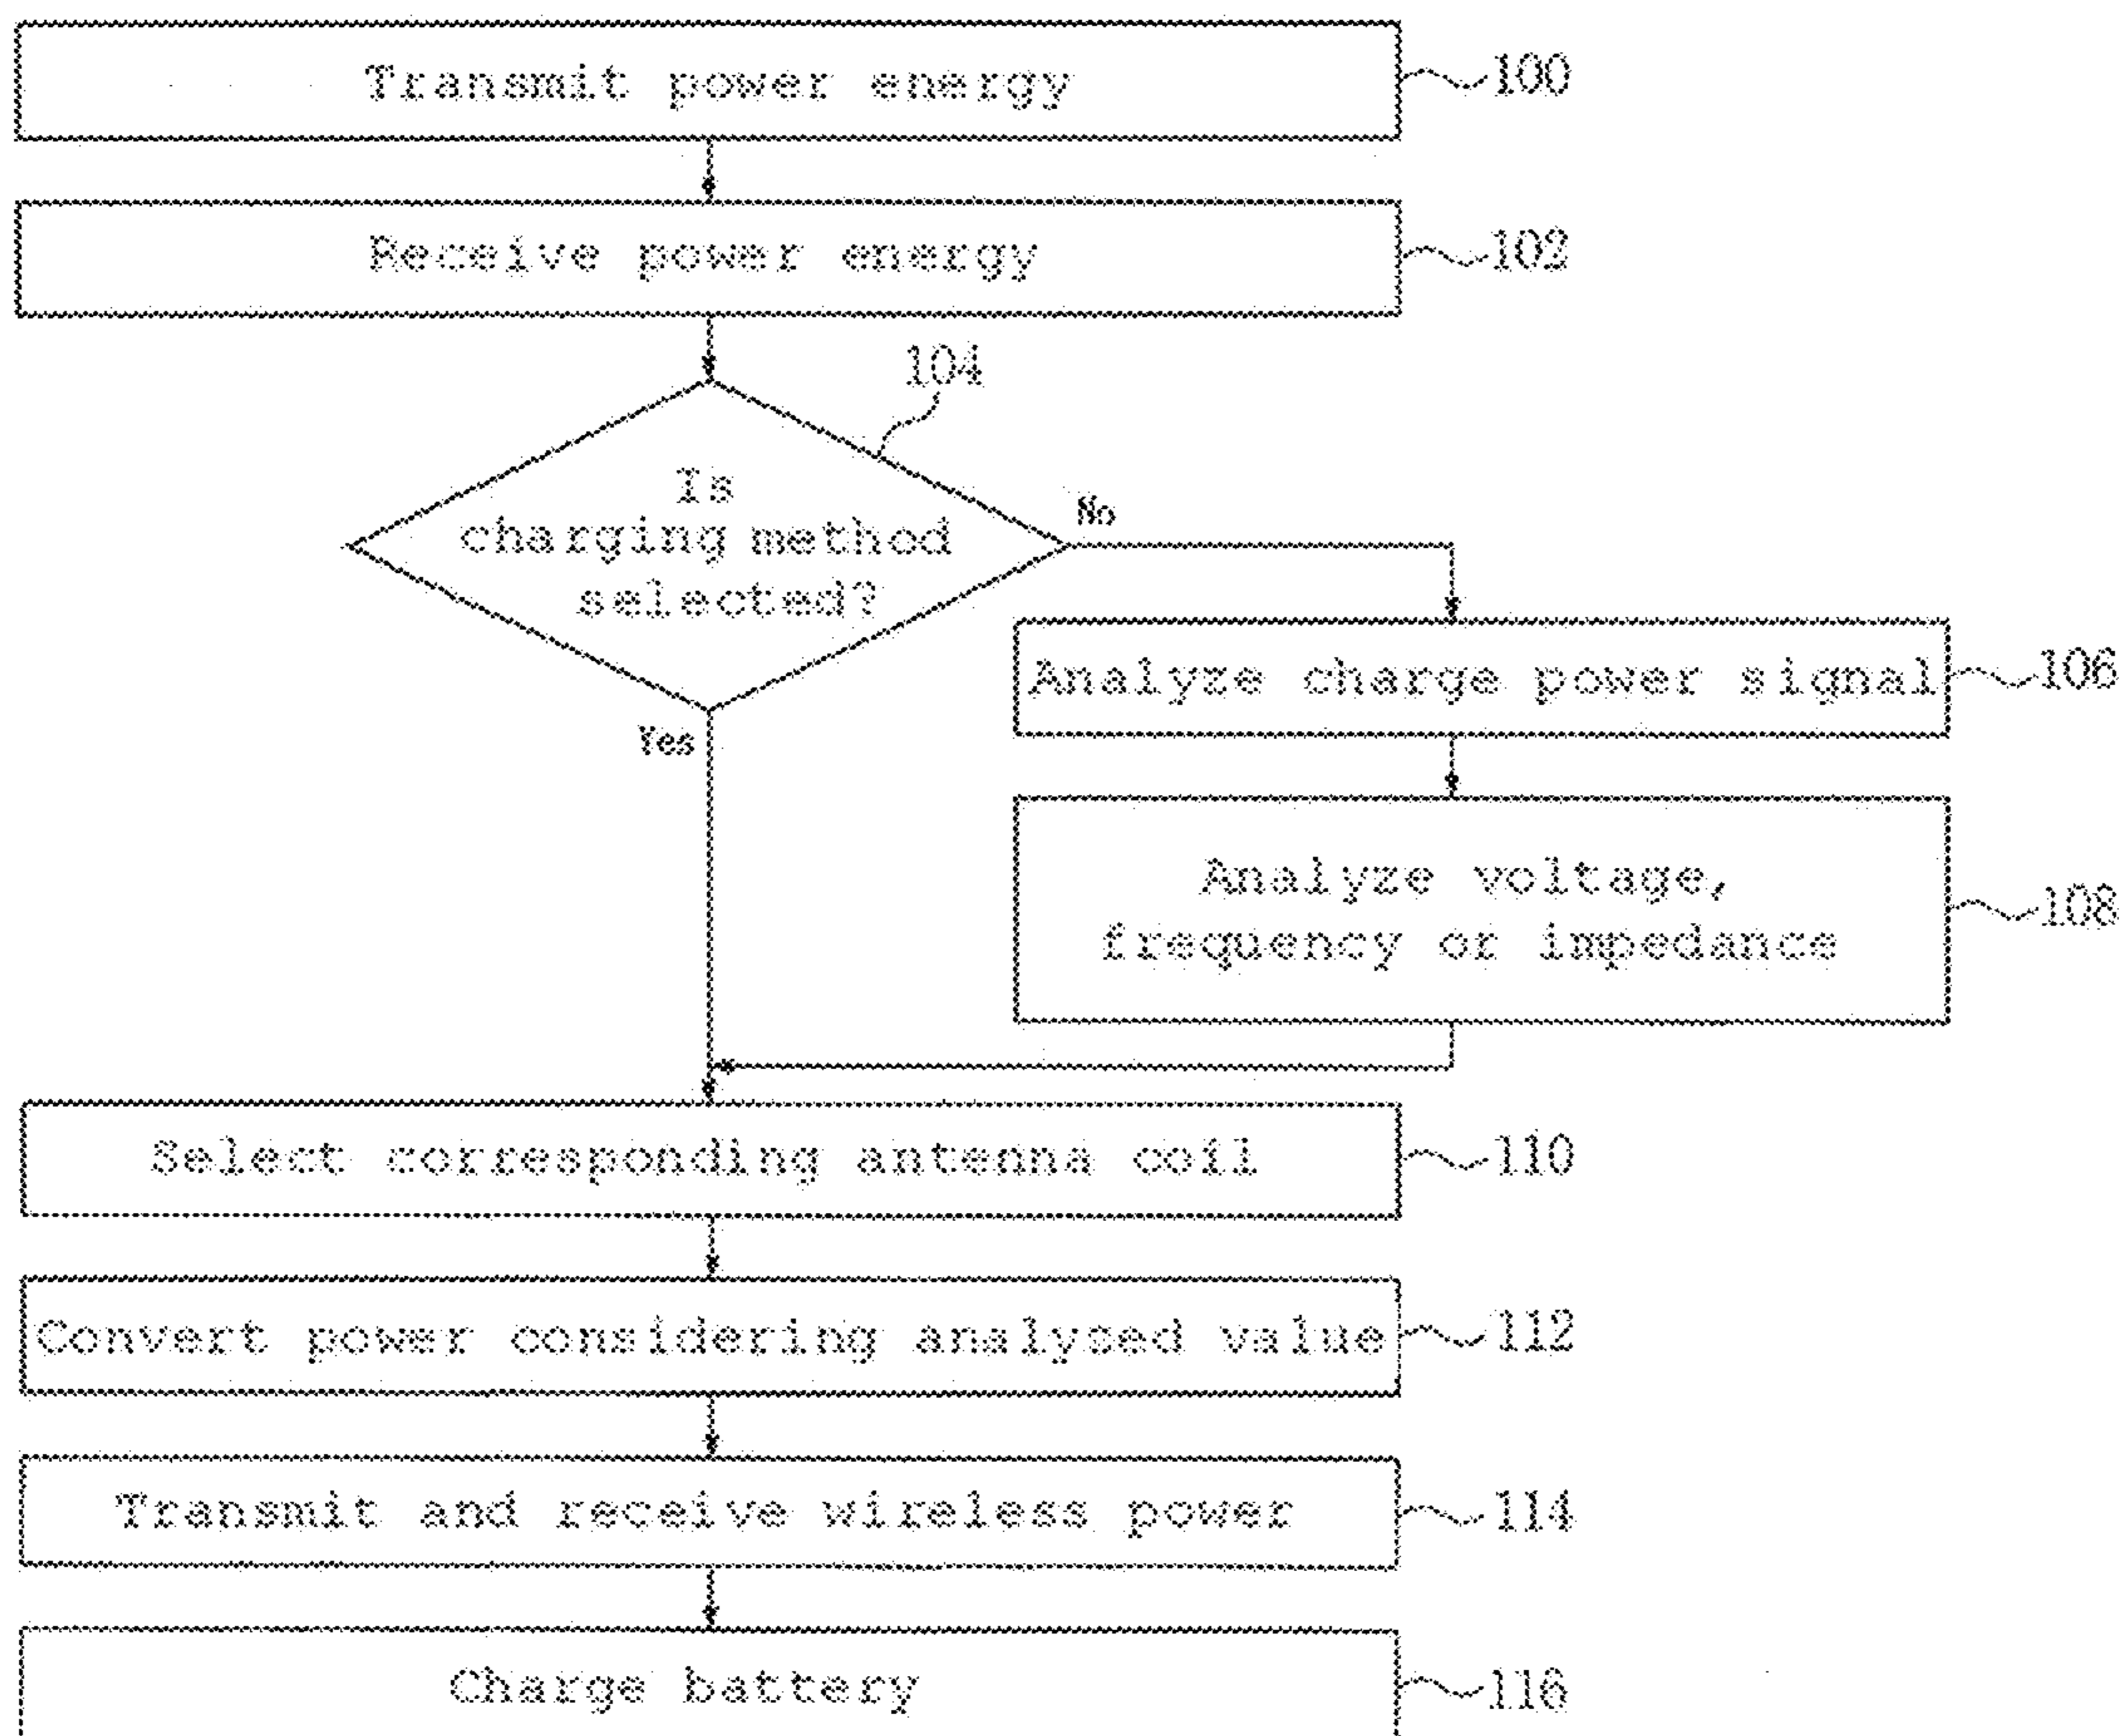 Transmit power energy 100
Receive power energy 102
104
Is
charging method
selected?
No
Yes
Analyze charge power signal 106
Analyze voltage,
frequency or impedance
108
Select corresponding antenna coil 110
Convert power considering analysed value 112
Transmit and receive wireless power 114
Charge battery 116